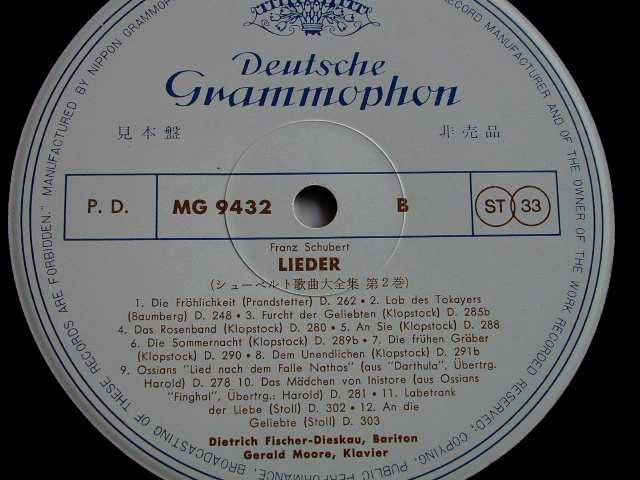 Deutsche
Grammophon
見本盤 非売品
P. D. MG 9432 B ST 33
Franz Schubert
LIEDER
(シューベルト歌曲大全集 第2巻)
1. Die Fröhlichkeit (Prandstetter) D. 262 • 2. Lob des Tokayers
(Baumberg) D. 248 • 3. Furcht der Geliebten (Klopstock) D. 285b
4. Das Rosenband (Klopstock) D. 280 • 5. An Sie (Klopstock) D. 288
6. Die Sommernacht (Klopstock) D. 289b • 7. Die frühen Gräber
(Klopstock) D. 290 • 8. Dem Unendlichen (Klopstock) D. 291b
9. Ossians "Lied nach dem Falle Nathos" (aus "Darthula", Übertrg.
Harold) D. 278 10. Das Mädchen von Inistore (aus Ossians
"Finghal", Übertrg.: Harold) D. 281 • 11. Labetrank
der Liebe (Stoll) D. 302 • 12. An die
Geliebte (Stoll) D. 303
Dietrich Fischer-Dieskau, Bariton
Gerald Moore, Klavier
RECORD MANUFACTURER AND OF THE OWNER OF THE WORK RECORDED RESERVED; COPYING, PUBLIC PERFORMANCE, BROADCASTING OF THESE RECORDS ARE FORBIDDEN." MANUFACTURED BY NIPPON GRAMMO